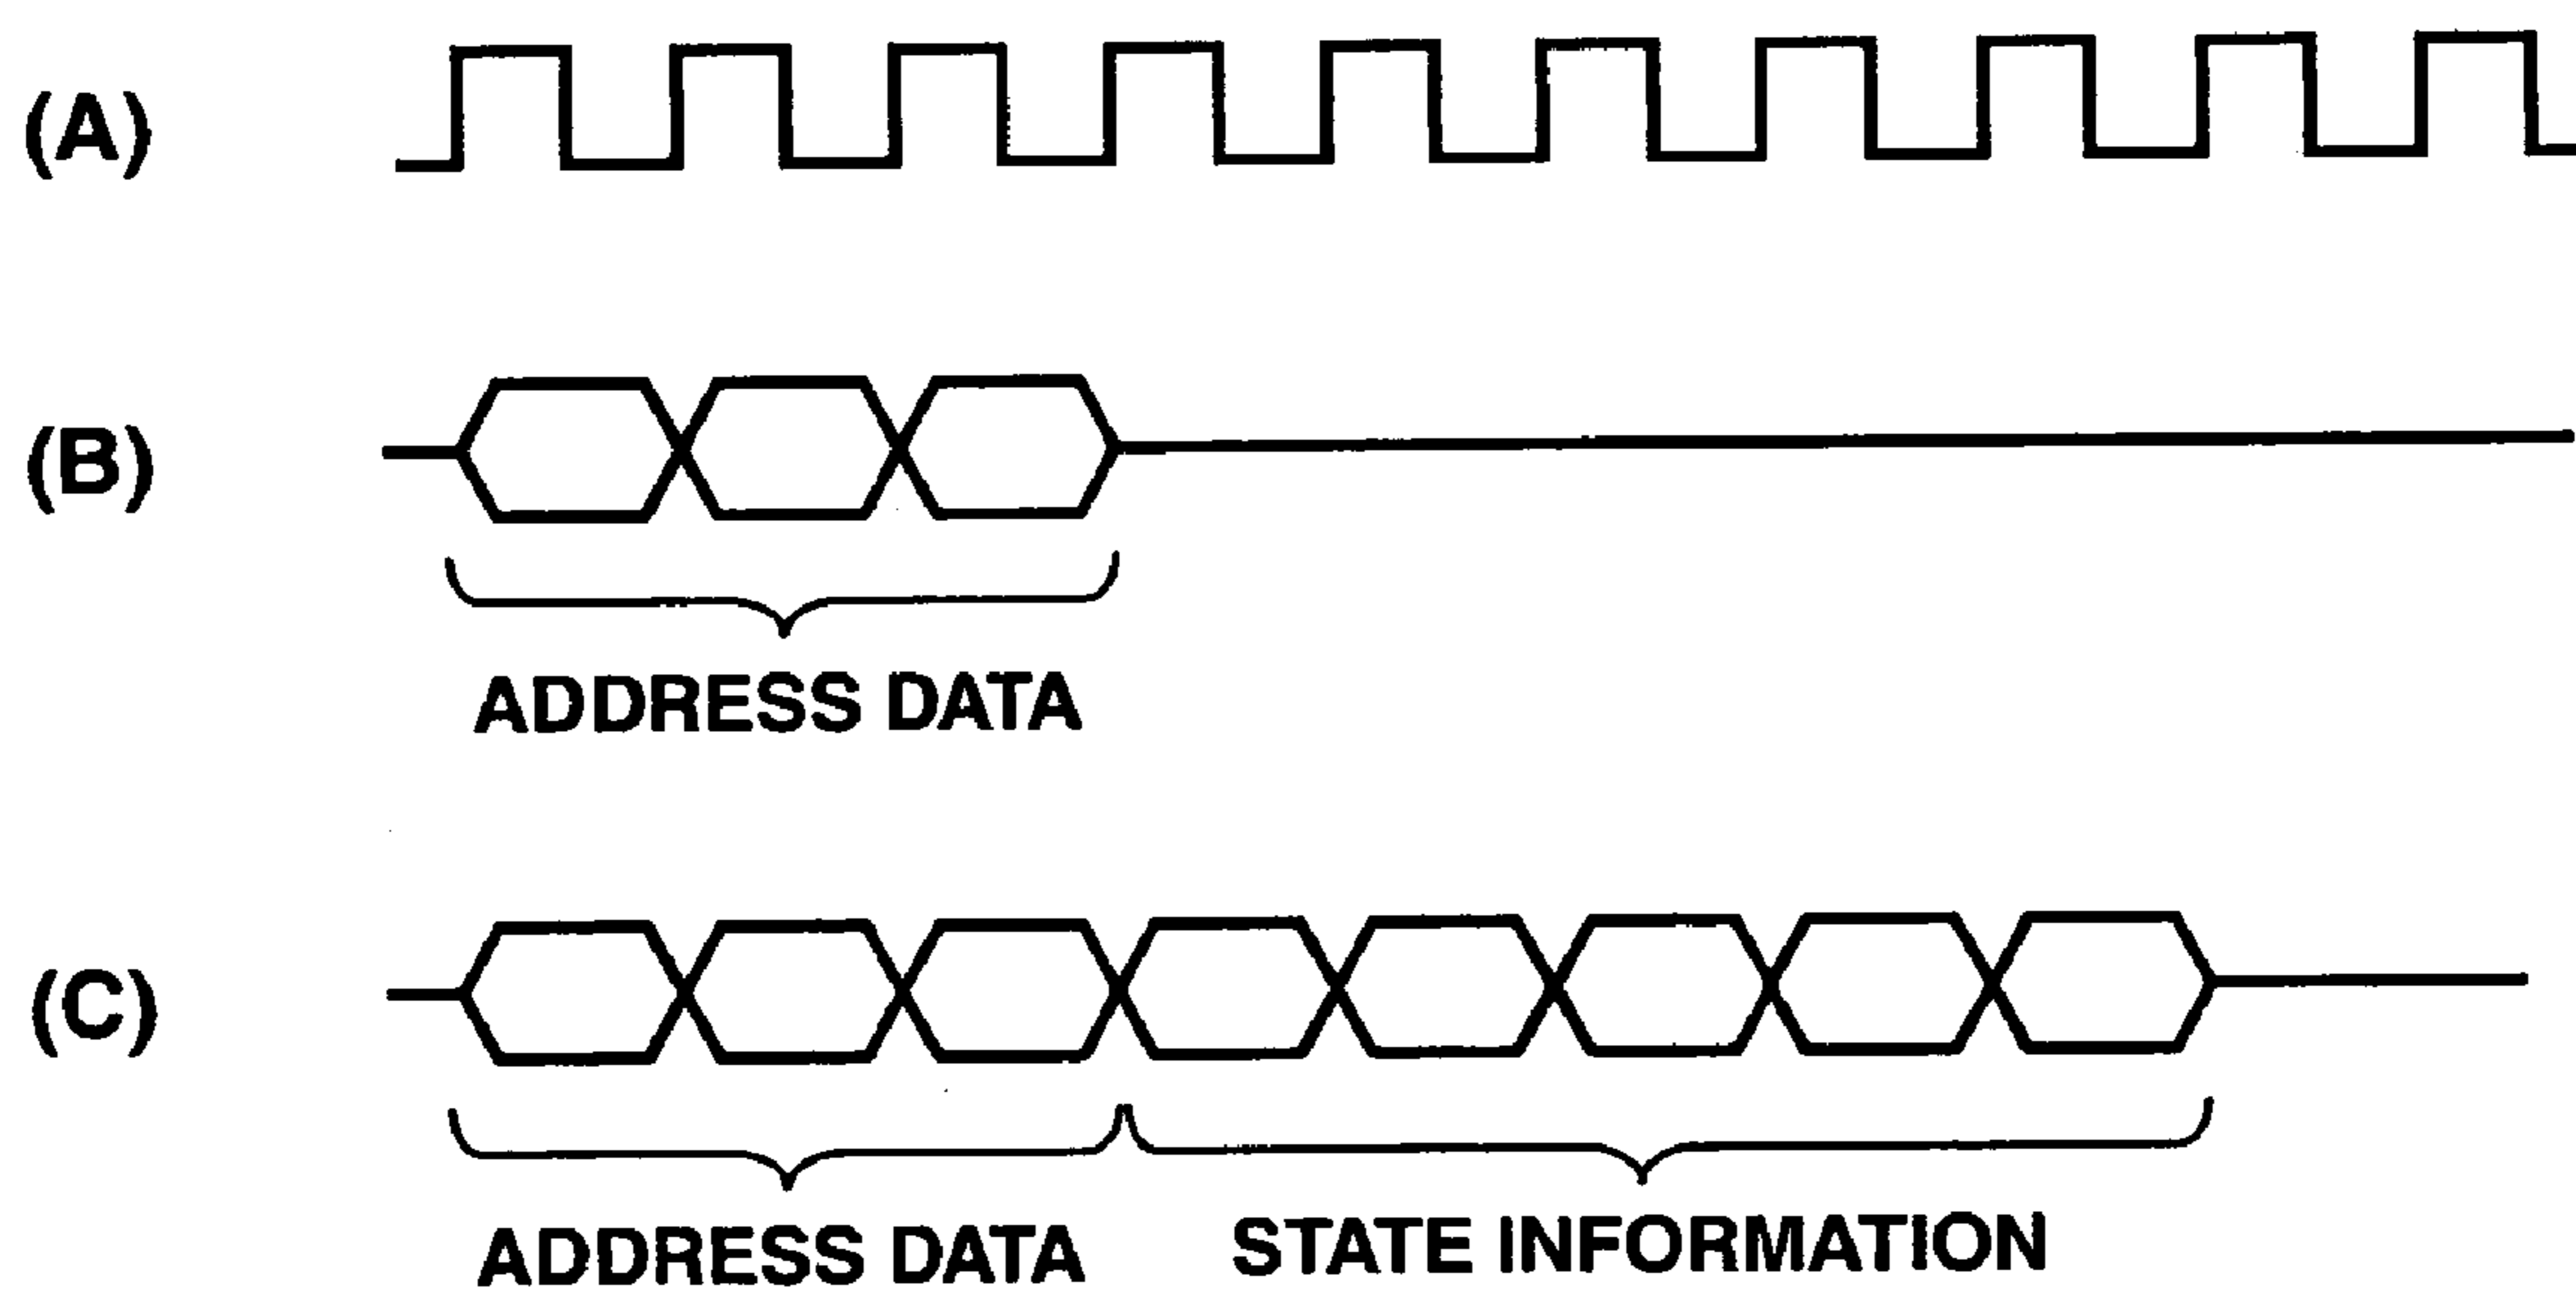 (A)
(B)
ADDRESS DATA
(C)
ADDRESS DATA STATE INFORMATION